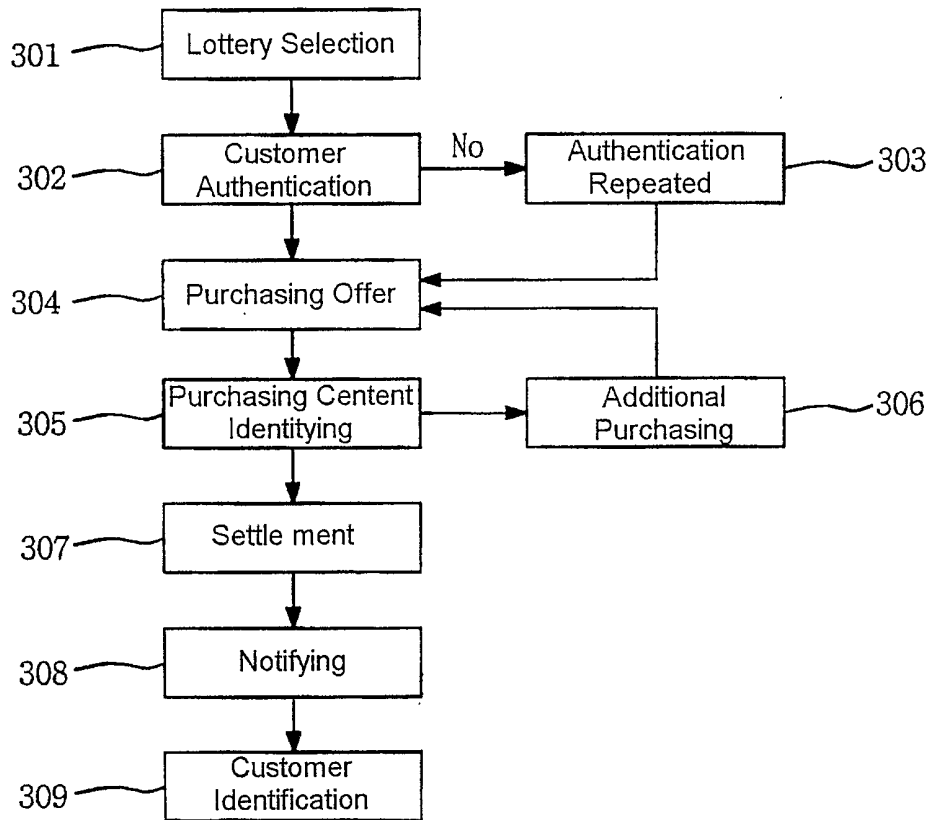 301
Lottery Selection
302
Customer
Authentication
No
Authentication
Repeated
303
304
Purchasing Offer
305
Purchasing Centent
Identitying
Additional
Purchasing
306
307
Settle ment
308
Notifying
309
Customer
Identification